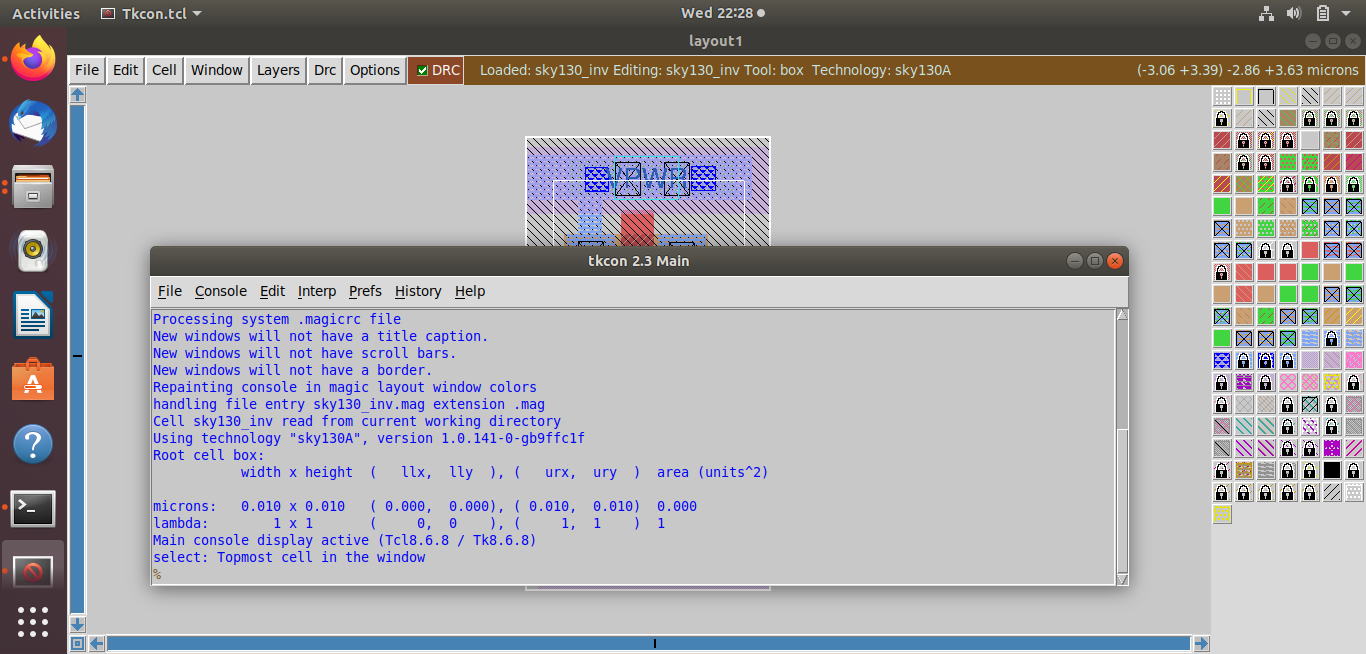 Activities
Tkcon.tcl
Wed 22:28
layout1
File Edit Cell Window Layers Drc Options DRC
Loaded: sky130_inv Editing: sky130_inv Tool: box Technology: sky130A
(-3.06 +3.39) -2.86 +3.63 microns
VPWR
tkcon 2.3 Main
File Console Edit Interp Prefs History Help
Processing system .magicrc file
New windows will not have a title caption.
New windows will not have scroll bars.
New windows will not have a border.
Repainting console in magic layout window colors
handling file entry sky130_inv.mag extension .mag
Cell sky130_inv read from current working directory
Using technology "sky130A", version 1.0.141-0-gb9ffc1f
Root cell box:
width x height ( llx, lly ), ( urx, ury ) area (units^2)
microns: 0.010 x 0.010 ( 0.000, 0.000), ( 0.010, 0.010) 0.000
lambda: 1 x 1 ( 0, 0 ), ( 1, 1 ) 1
Main console display active (Tcl8.6.8 / Tk8.6.8)
select: Topmost cell in the window
%